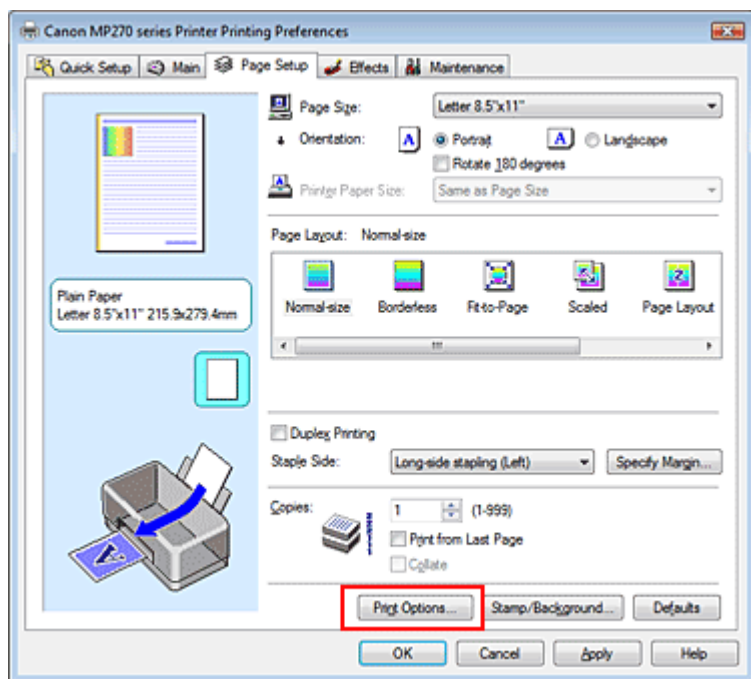 Canon MP270 series Printer Printing Preferences
Quick Setup Main Page Setup Effects Maintenance
Page Size: Letter 8.5"x11"
Orientation: A Portrait A Landscape
Rotate 180 degrees
Printer Paper Size: Same as Page Size
Page Layout: Normal-size
Normal-size Borderless Fit-to-Page Scaled Page Layout
Plain Paper
Letter 8.5"x11" 215.9x279.4mm
Duplex Printing
Staple Side: Long-side stapling (Left) Specify Margin...
Copies: 1 (1-999)
Print from Last Page
Collate
Print Options... Stamp/Background... Defaults
OK Cancel Apply Help